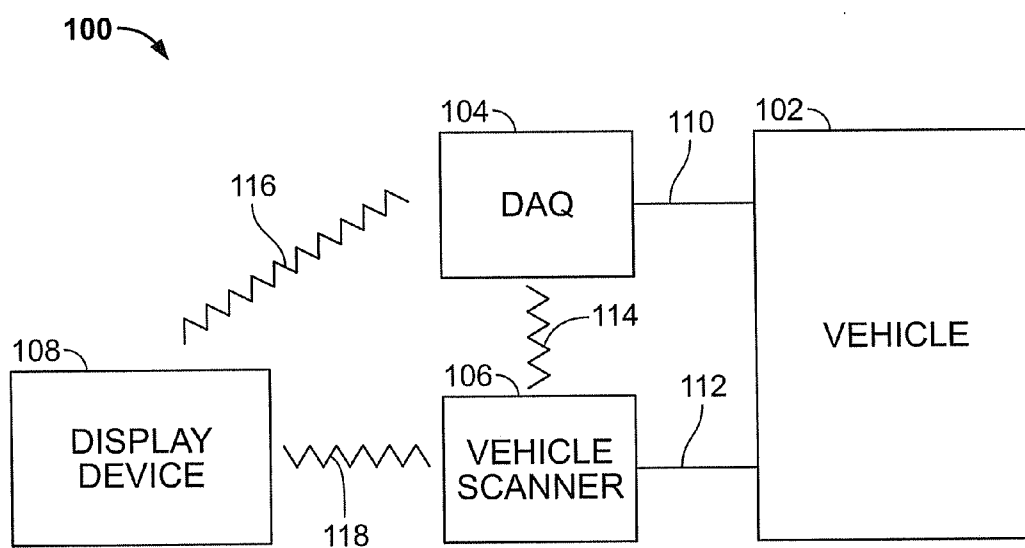 100
104
102
110
116
DAQ
114
VEHICLE
108
106
112
DISPLAY
DEVICE
VEHICLE
SCANNER
118